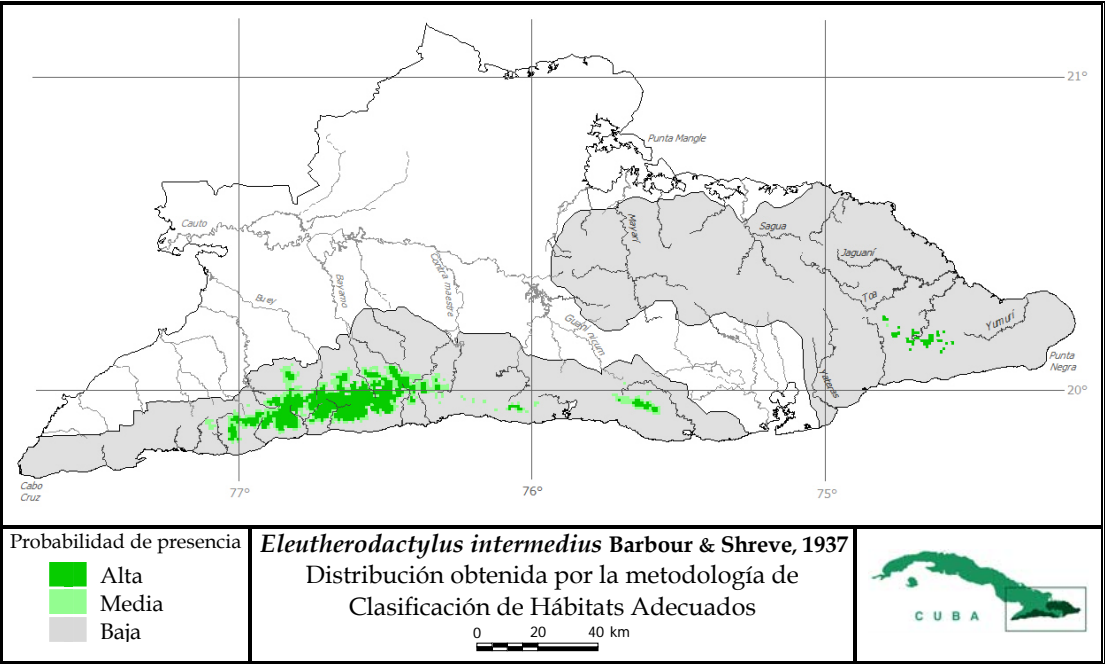 21°
Punta Mangle
Cauto
Mayarí
Sagua
Jaguaní
Bayamo
Contramaestre
Buey
Toa
Guaninicum
Yumurí
Punta
Negra
20°
Yateras
Cabo
Cruz
77°
76°
75°
Probabilidad de presencia
Alta
Media
Baja
Eleutherodactylus intermedius Barbour & Shreve, 1937
Distribución obtenida por la metodología de
Clasificación de Hábitats Adecuados
0 20 40 km
CUBA